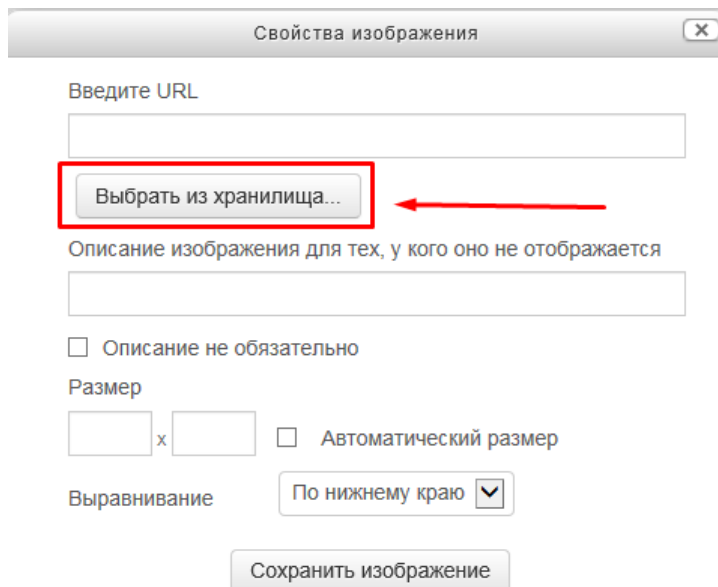 Свойства изображения
Введите URL
Выбрать из хранилища...
Описание изображения для тех, у кого оно не отображается
Описание не обязательно
Размер
x Автоматический размер
Выравнивание По нижнему краю
Сохранить изображение